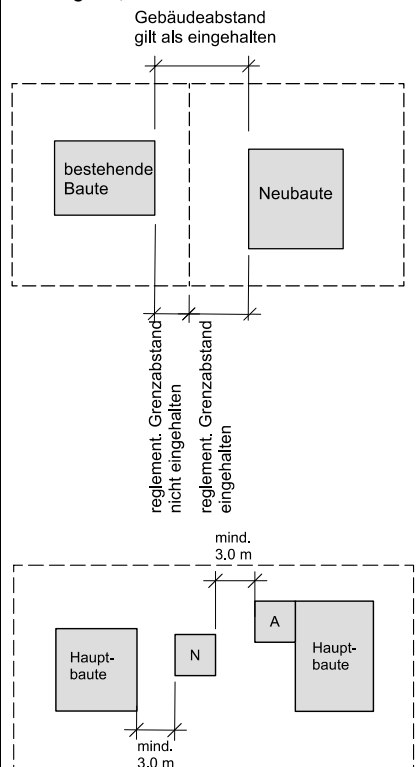 Gebäudeabstand
gilt als eingehalten
bestehende
Baute
Neubaute
reglement. Grenzabstand
nicht eingehalten
reglement. Grenzabstand
eingehalten
mind.
3.0 m
A
Haupt-
baute
N
Haupt-
baute
mind.
3.0 m